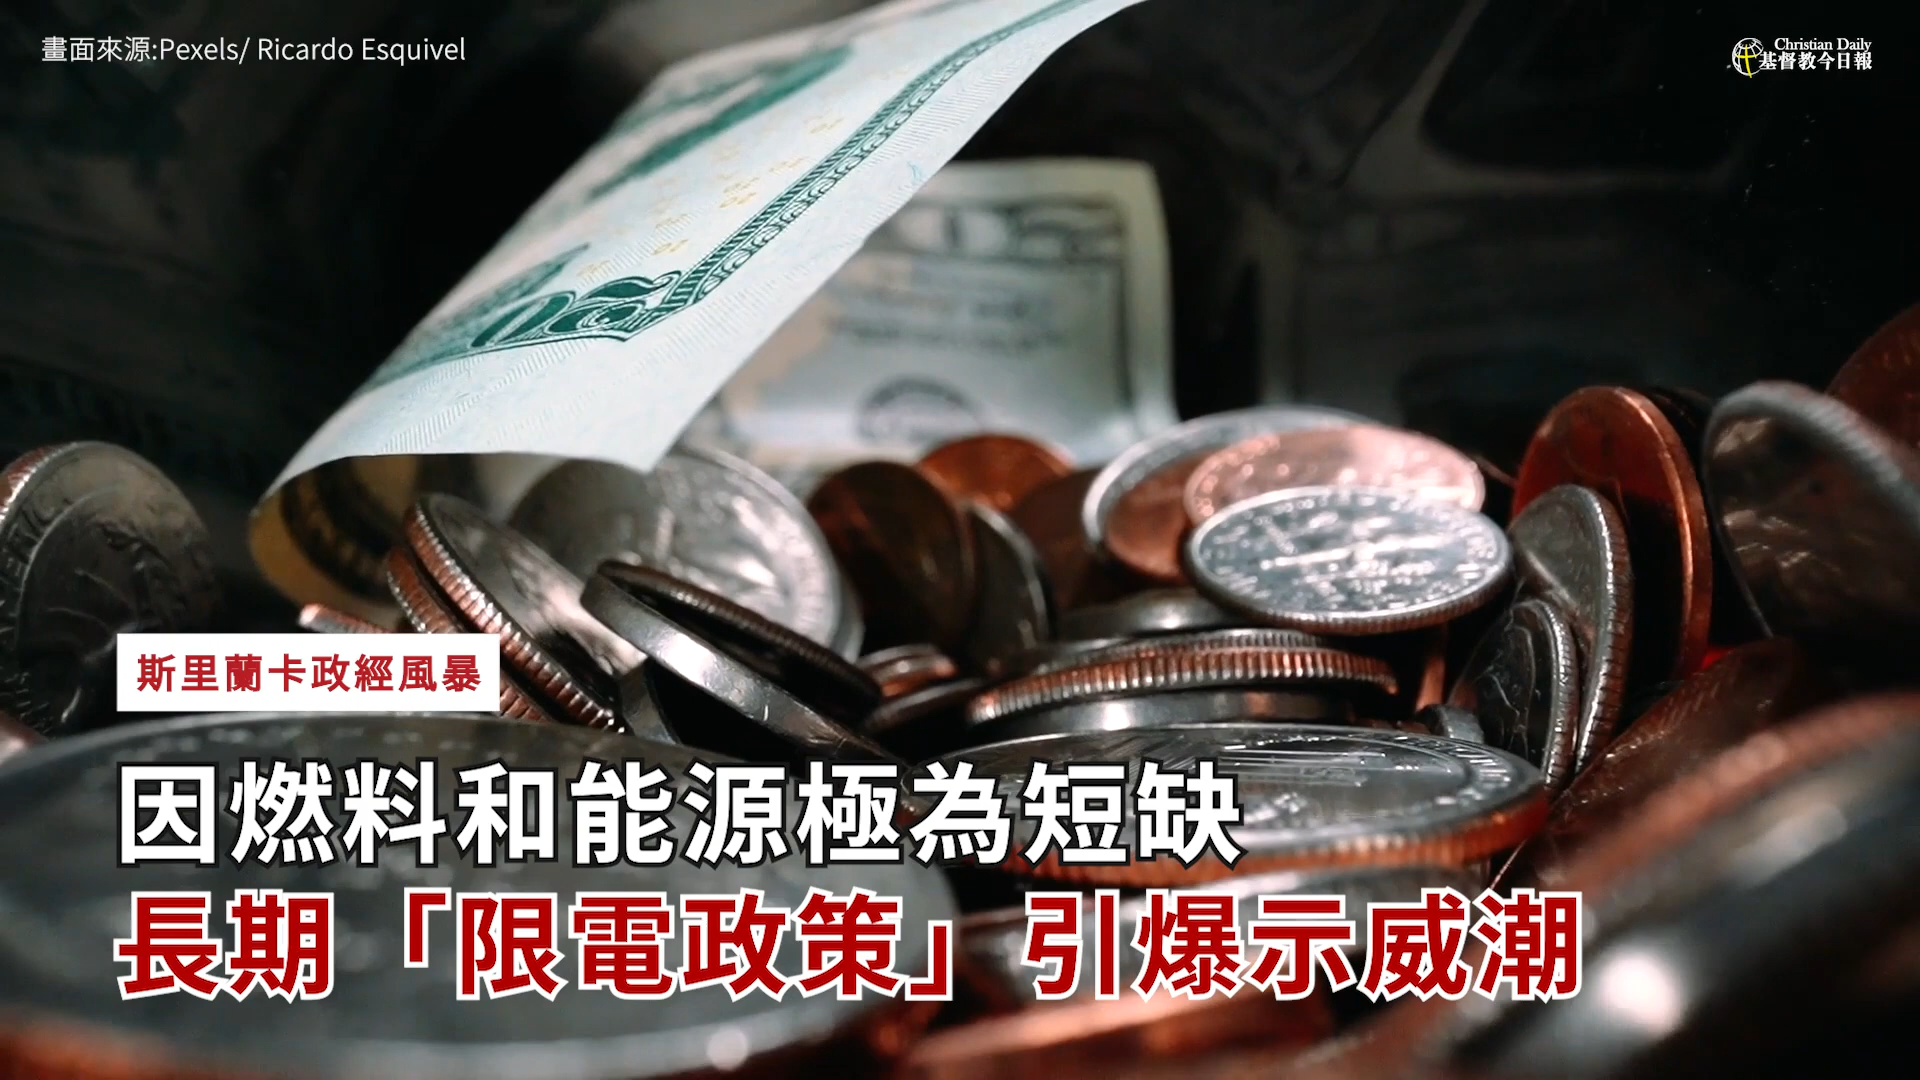 畫面來源:Pexels/ Ricardo Esquivel
Christian Daily
基督教今日報
20
斯里蘭卡政經風暴
因燃料和能源極為短缺
長期「限電政策」引爆示威潮